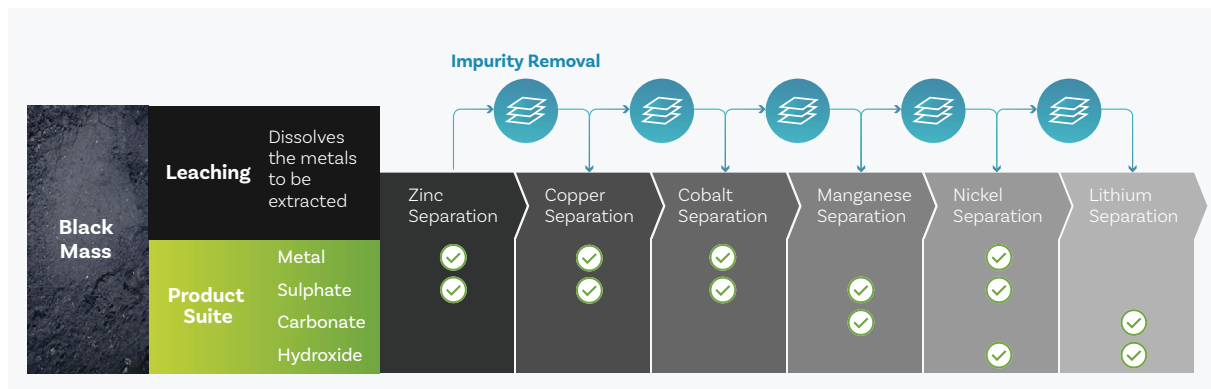 Impurity Removal
Black
Mass
Leaching
Dissolves
the metals
to be
extracted
Product
Suite
Metal
Sulphate
Carbonate
Hydroxide
Zinc
Separation
Copper
Separation
Cobalt
Separation
Manganese
Separation
Nickel
Separation
Lithium
Separation